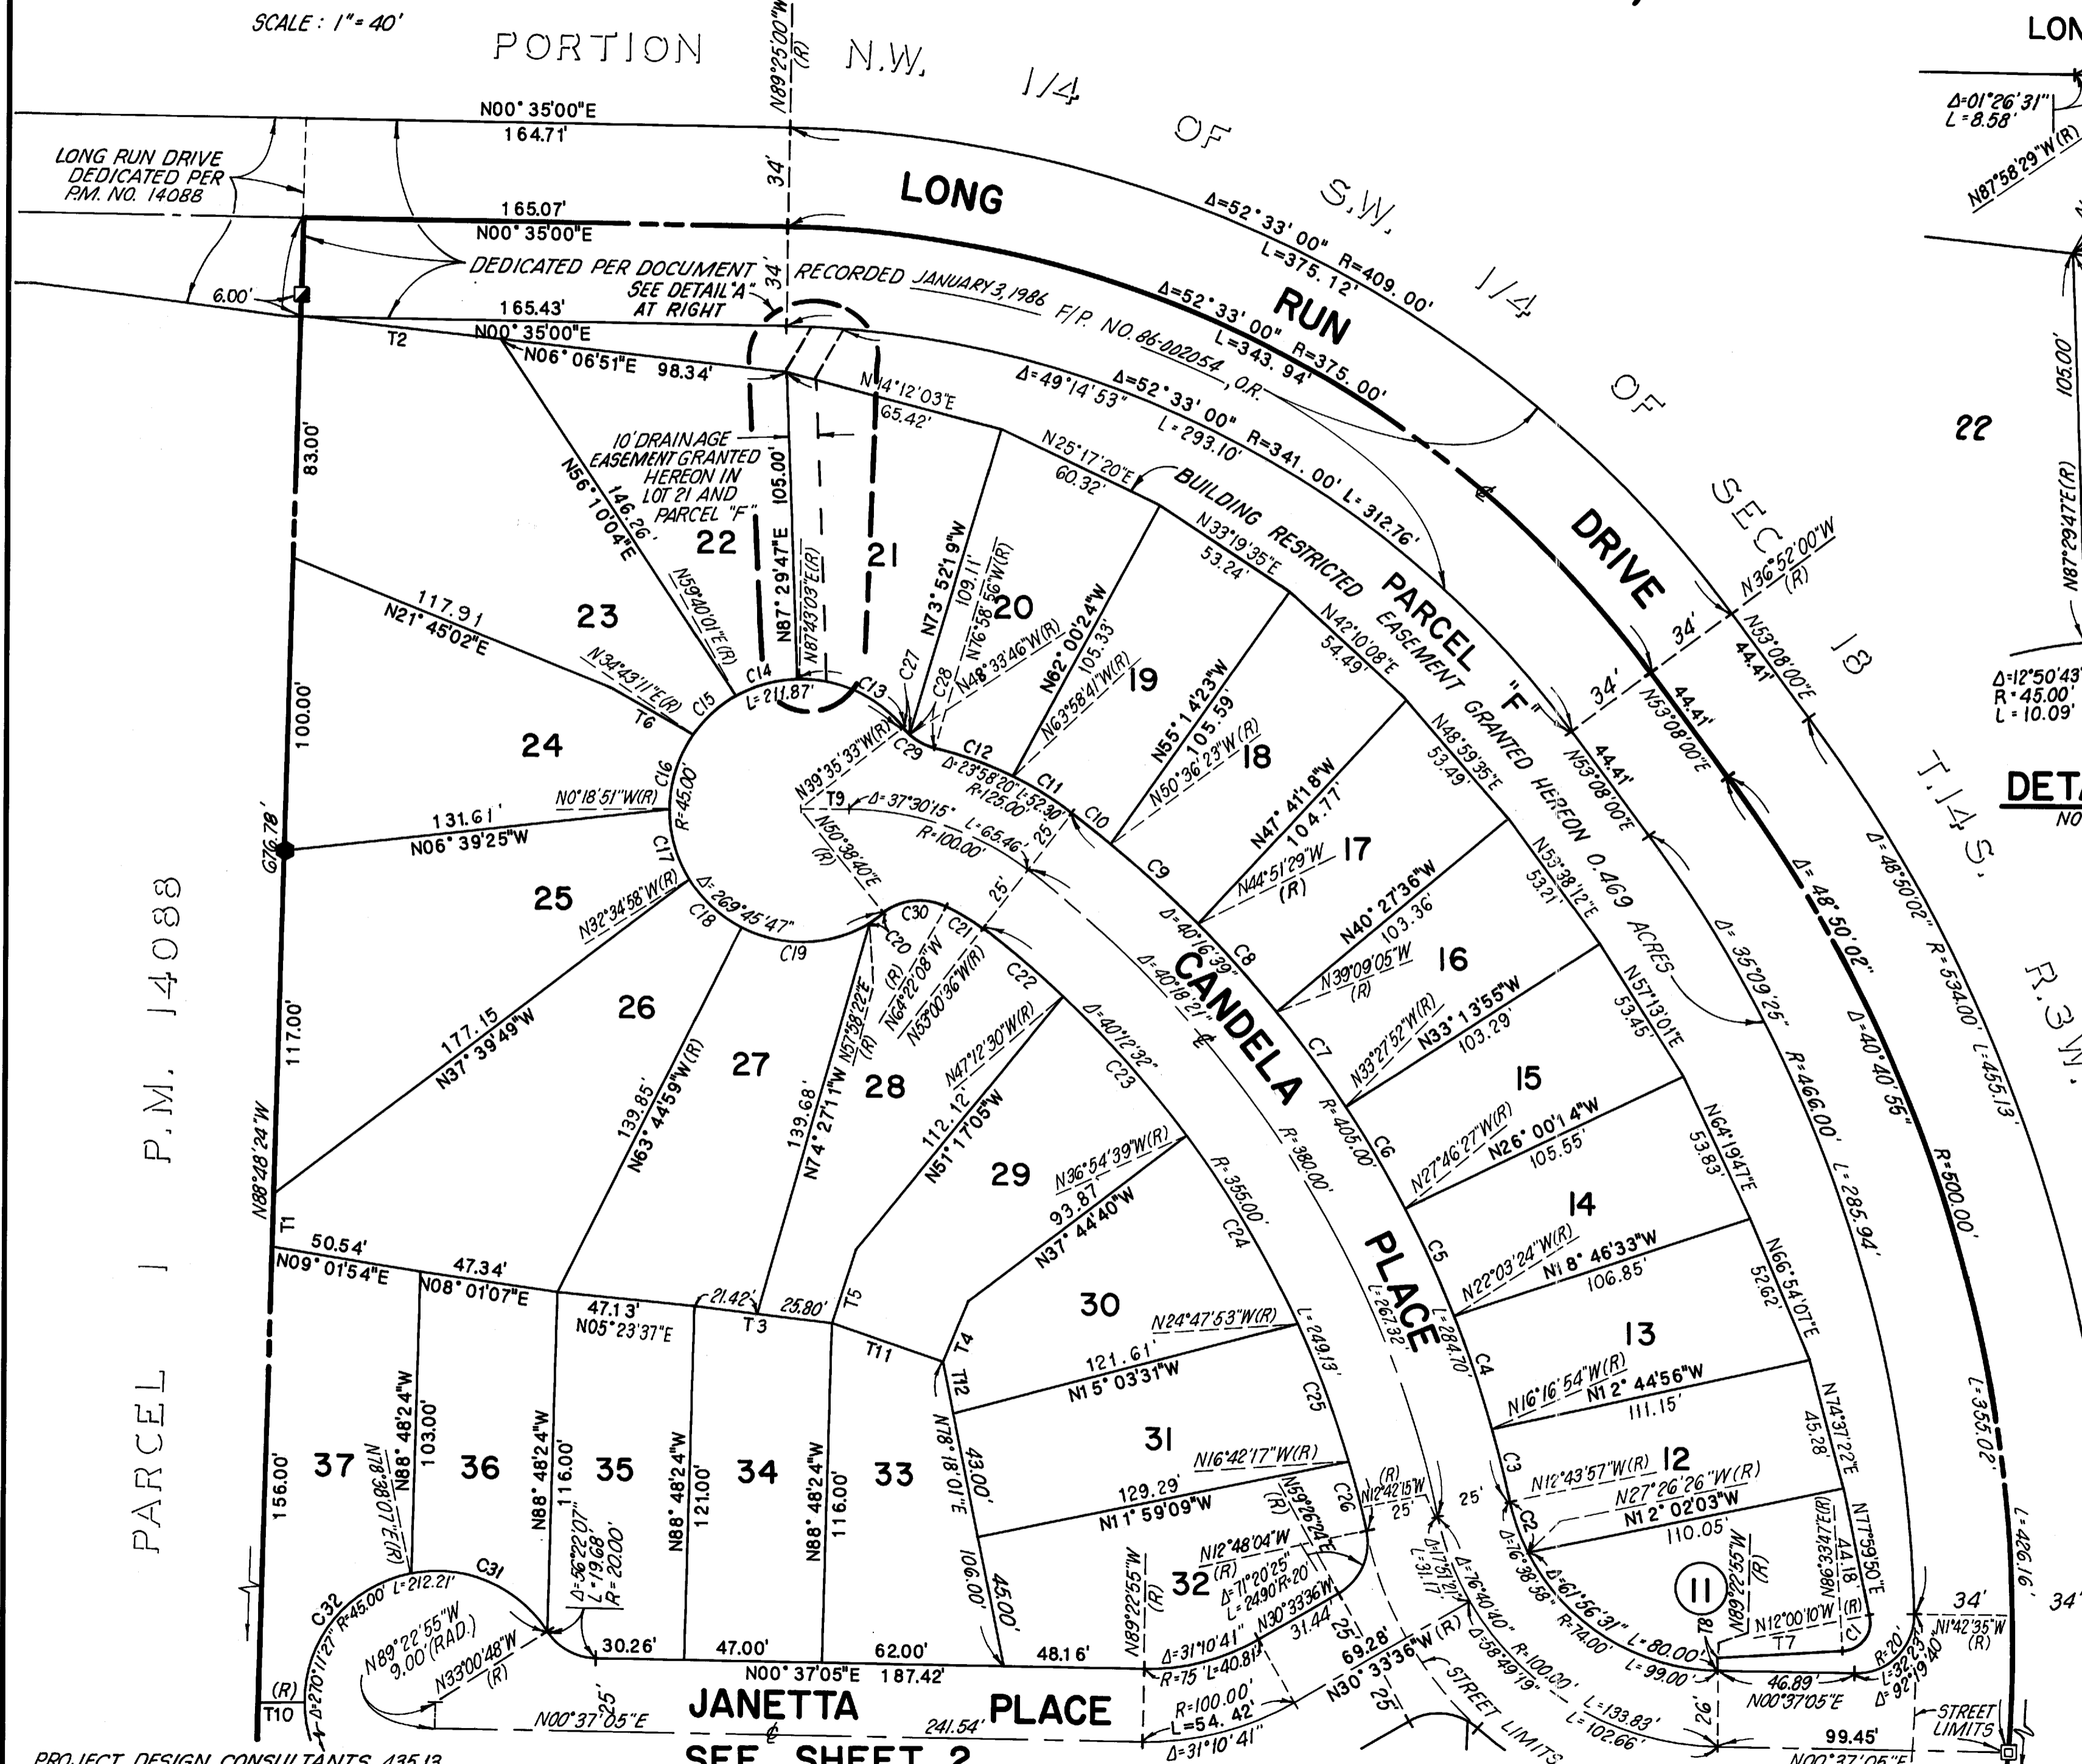 SCALE : 1" = 40'
PORTION N.W. 1/4 OF S.W. 1/4 OF SEC 18 T.14S. R.3W.
N89°25'00"W
(R)
LON
Δ=01°26'31"
L=8.58'
N87°58'29"W(R)
N00°35'00"E
164.71'
LONG RUN DRIVE
DEDICATED PER
P.M. NO. 14088
34'
LONG RUN DRIVE
Δ=52°33'00" R=409.00'
L=375.12'
165.07'
N00°35'00"E
DEDICATED PER DOCUMENT RECORDED JANUARY 3, 1986 F/P. NO. 86-002054, O.R.
34'
SEE DETAIL "A"
AT RIGHT
Δ=52°33'00" R=375.00'
L=343.94'
6.00'
165.43'
N00°35'00"E
T2
N06°06'51"E 98.34'
N14°12'03"E
65.42'
Δ=49°14'53"
L=293.10'
Δ=52°33'00" R=341.00' L=312.76'
105.00'
22
N87°29'47"E(R)
83.00'
10' DRAINAGE
EASEMENT GRANTED
HEREON IN
LOT 21 AND
PARCEL "F"
N56°10'04"E
146.26'
N87°29'47"E 105.00'
N87°43'03"E(R)
22
21
N25°17'20"E
60.32'
BUILDING RESTRICTED EASEMENT GRANTED HEREON 0.469 ACRES
PARCEL "F"
N33°19'35"E
53.24'
N42°10'08"E
54.49'
N48°59'35"E
53.49'
N53°38'12"E
53.21'
N57°13'01"E
53.45'
N64°19'47"E
53.83'
N66°54'07"E
52.62'
N74°37'22"E
45.28'
N77°59'50"E
44.18'
N36°52'00"W
(R)
34'
34'
N53°08'00"E
44.41'
44.41'
N53°08'00"E
44.41'
N53°08'00"E
Δ=12°50'43"
R=45.00'
L=10.09'
DETA
117.91
N21°45'02"E
23
N59°40'01"E(R)
N34°43'11"E(R)
T6
C15
C14
L=211.87'
C13
C27
C28
C29
N73°52'19"W
109.11'
N76°58'56"W(R)
20
N48°33'46"W(R)
N62°00'24"W
105.33'
N63°58'41"W(R)
19
N55°14'23"W
105.59'
N50°36'23"W(R)
18
N47°41'18"W
104.77'
N44°51'29"W
(R)
17
N40°27'36"W
103.36'
N39°09'05"W
(R)
16
N33°27'52"W(R)
N33°13'55"W
103.29'
15
N27°46'27"W(R)
N26°00'14"W
105.55'
14
N22°03'24"W(R)
N18°46'33"W
106.85'
13
N16°16'54"W(R)
N12°44'56"W
111.15'
12
N12°43'57"W(R)
N27°26'26"W(R)
N12°02'03"W
110.05'
11
100.00'
24
C16
R=45.00'
N0°18'51"W(R)
131.61'
N06°39'25"W
676.78'
C17
25
N32°34'58"W(R)
C18
Δ=269°45'47"
C19
N39°35'33"W(R)
T9
Δ=37°30'15"
R=100.00'
L=65.46'
N50°38'40"E
(R)
C12
Δ=23°58'20" L=52.30'
R=125.00'
C11
C10
25'
25'
C9
C8
C7
C6
C5
C4
C3
C2
C30
C20
C21
C22
C23
C24
C25
C26
N64°22'08"W
(R)
N53°00'36"W(R)
N57°58'22"E
(R)
Δ=40°16'39"
Δ=40°18'21"
CANDELA PLACE
R=405.00'
R=380.00'
L=267.32'
L=284.70'
Δ=40°12'32"
R=355.00'
L=249.13'
Δ=48°50'02" R=534.00' L=455.13'
Δ=48°50'02"
Δ=40°40'55"
R=500.00'
L=355.02'
L=426.16'
Δ=35°09'25"
R=466.00'
L=285.94'
117.00'
177.15
N37°39'49"W
26
139.85'
N63°44'59"W(R)
27
139.68'
N74°27'11"W
28
N47°12'30"W(R)
112.12'
N51°17'05"W
29
N36°54'39"W(R)
93.87'
N37°44'40"W
30
N24°47'53"W(R)
121.61'
N15°03'31"W
31
N16°42'17"W(R)
129.29'
N11°59'09"W
PARCEL 1 P.M. 14088
N88°48'24"W
T1
50.54'
N09°01'54"E
47.34'
N08°01'07"E
47.13'
N05°23'37"E
21.42'
T3
25.80'
T5
T11
T4
T12
N78°18'01"E
43.00'
106.00'
45.00'
156.00'
37
N78°38'07"E(R)
N88°48'24"W
103.00'
36
N88°48'24"W
116.00'
35
Δ=56°22'07"
L=19.68'
R=20.00'
N88°48'24"W
121.00'
34
N88°48'24"W
116.00'
33
32
N12°48'04"W
(R)
N59°26'24"E
(R)
Δ=71°20'25"
L=24.90' R=20'
N30°33'36"W
31.44'
N12°42'15"W
(R)
25'
25'
Δ=17°51'21"
L=31.17'
Δ=76°40'40" R=100.00' L=133.83'
Δ=58°49'19"
L=102.66'
Δ=76°38'58"
Δ=61°56'31" L=80.00'
R=74.00'
L=99.00'
18'
(R)
N12°00'10"W (R)
T7
C1
46.89'
N00°37'05"E
R=20'
L=32.23'
Δ=92°19'40"
34'
34'
N1°42'35"W
(R)
C31
C32
L=212.21'
R=45.00'
Δ=270°11'27"
N89°22'55"W
9.00' (RAD.)
N33°00'48"W
(R)
(R)
T10
30.26'
47.00'
62.00'
48.16'
N00°37'05"E 187.42'
N89°22'55"W
(R)
Δ=31°10'41"
R=75' L=40.81'
69.28'
N30°33'36"W(R)
25'
25'
R=100.00'
L=54.42'
Δ=31°10'41"
STREET LIMITS
JANETTA PLACE
N00°37'05"E
241.54'
26'
99.45'
N00°37'05"E
STREET
LIMITS
SEE SHEET 2
PROJECT DESIGN CONSULTANTS 435.13